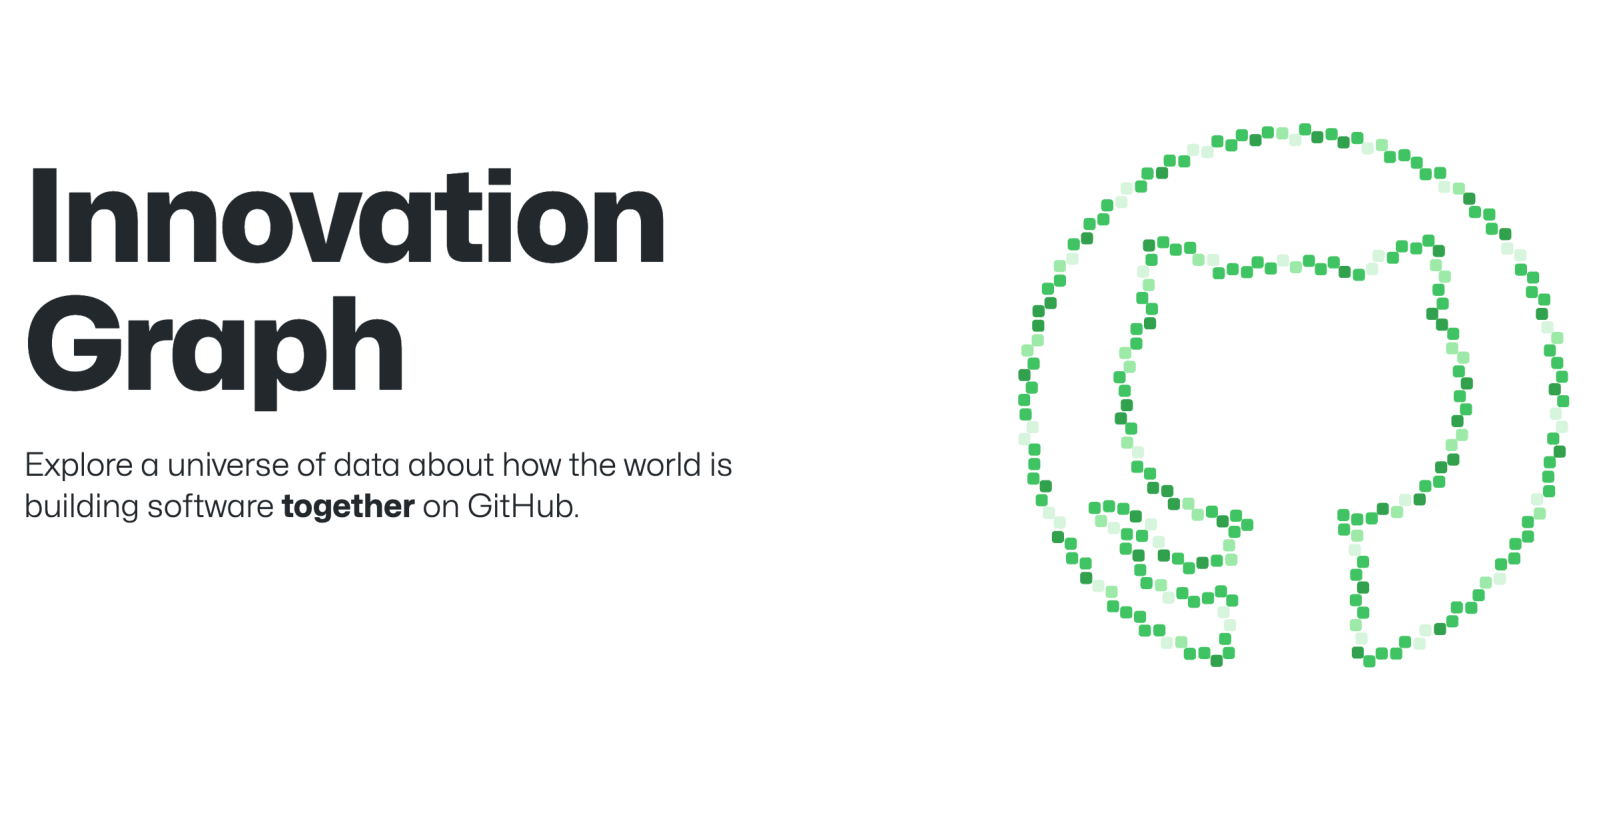 Innovation
Graph
Explore a universe of data about how the world is
building software together on GitHub.